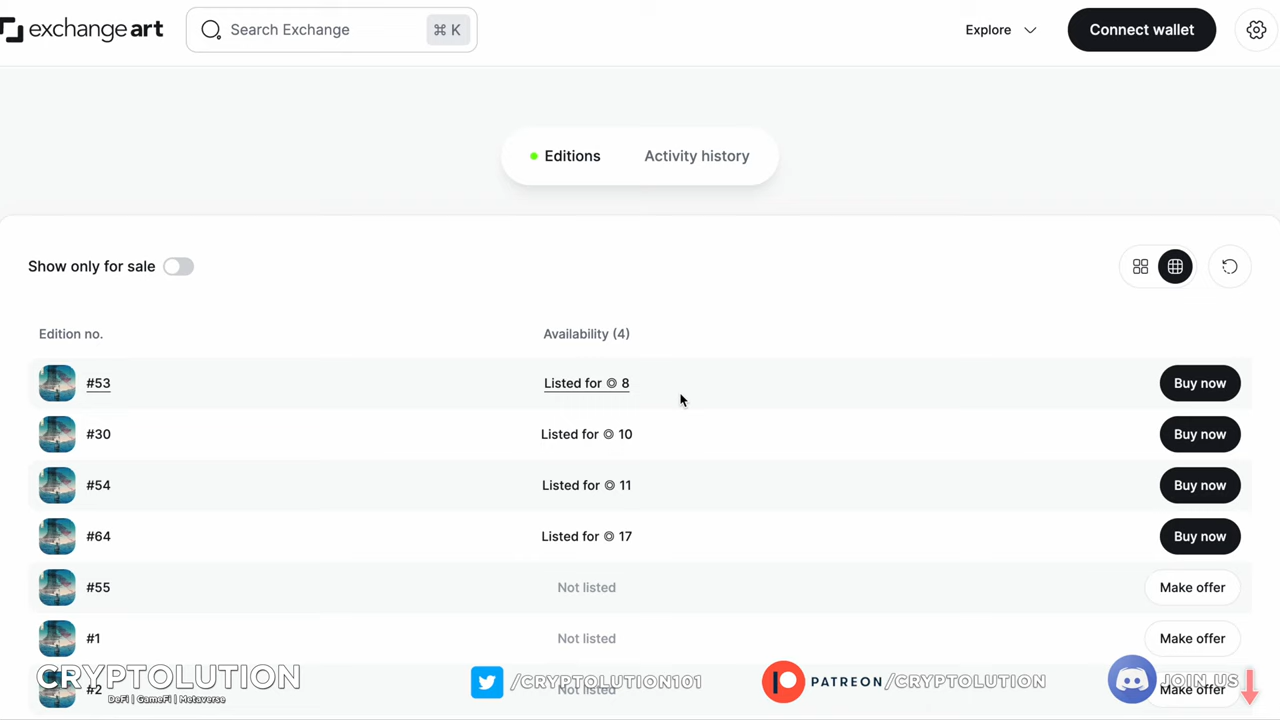 exchange art
Search Exchange
⌘ K
Explore
Connect wallet
Editions
Activity history
Show only for sale
Edition no.
Availability (4)
#53
Listed for ◎ 8
Buy now
#30
Listed for ◎ 10
Buy now
#54
Listed for ◎ 11
Buy now
#64
Listed for ◎ 17
Buy now
#55
Not listed
Make offer
#1
Not listed
Make offer
#2
Not listed
Make offer
CRYPTOLUTION
DeFi | GameFi | Metaverse
/CRYPTOLUTION101
PATREON/CRYPTOLUTION
JOIN US